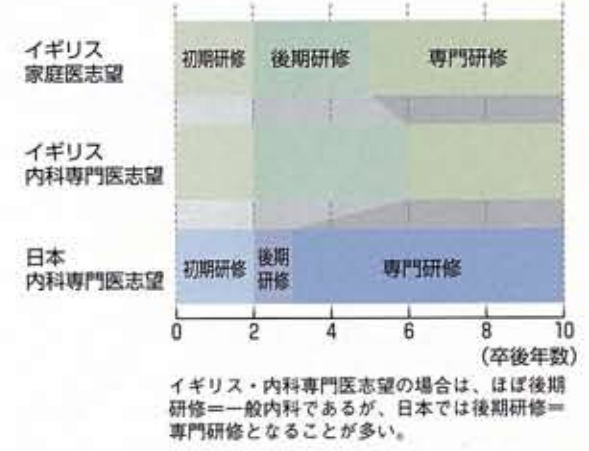 イギリス
家庭医志望
初期研修
後期研修
専門研修
イギリス
内科専門医志望
日本
内科専門医志望
初期研修
後期
研修
専門研修
0 2 4 6 8 10
(卒後年数)
イギリス・内科専門医志望の場合は、ほぼ後期
研修=一般内科であるが、日本では後期研修=
専門研修となることが多い。